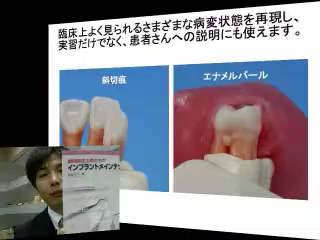 臨床上よく見られるさまざまな病変状態を再現し、
実習だけでなく、患者さんへの説明にも使えます。
斜切痕
エナメルパール
インプラントメインテナ